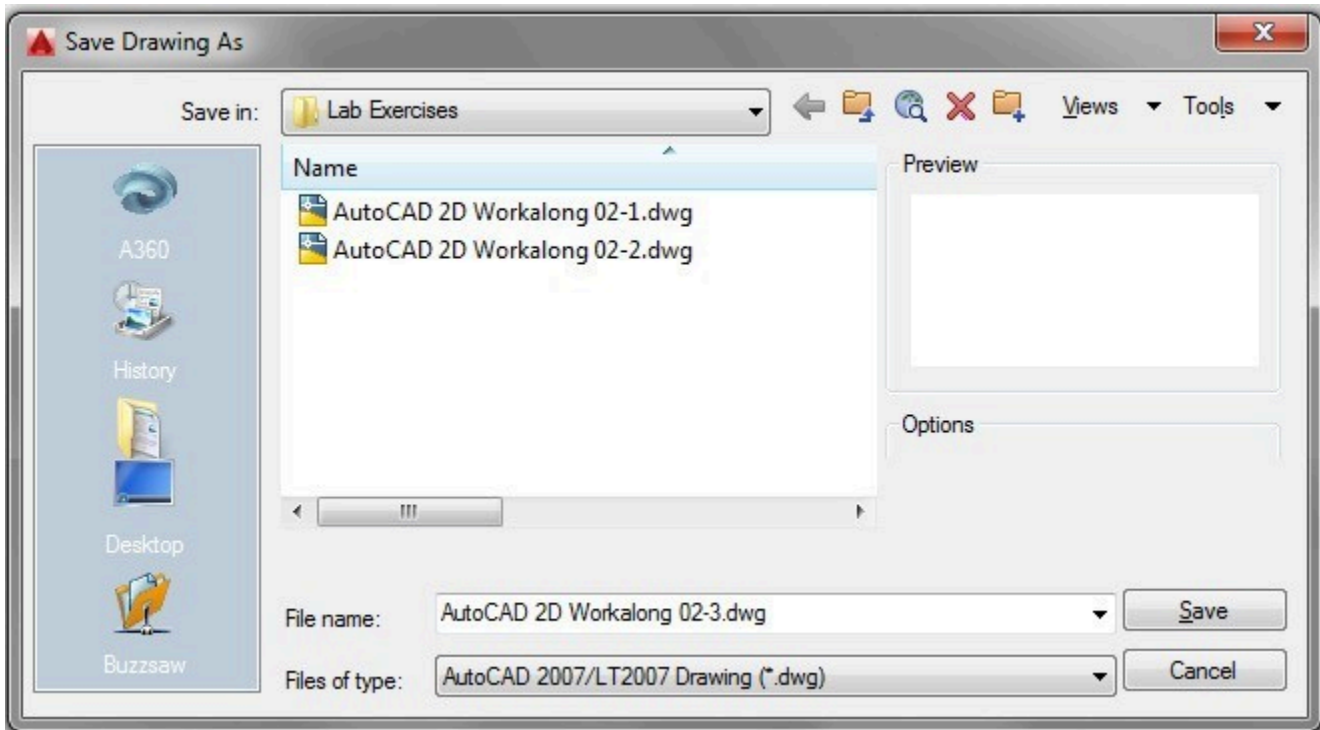 Save Drawing As
Save in:
Lab Exercises
Views
Tools
A360
History
Desktop
Buzzsaw
Name
AutoCAD 2D Workalong 02-1.dwg
AutoCAD 2D Workalong 02-2.dwg
Preview
Options
File name:
AutoCAD 2D Workalong 02-3.dwg
Save
Files of type:
AutoCAD 2007/LT2007 Drawing (*.dwg)
Cancel